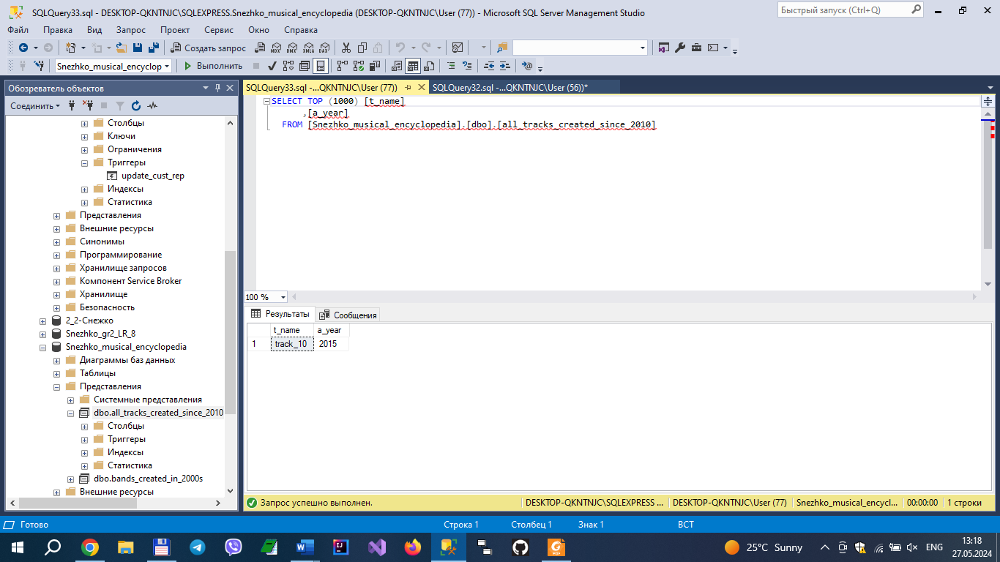 SQLQuery33.sql - DESKTOP-QKNTNJC\SQLEXPRESS.Snezhko_musical_encyclopedia (DESKTOP-QKNTNJC\User (77)) - Microsoft SQL Server Management Studio
Быстрый запуск (Ctrl+Q)
Файл Правка Вид Запрос Проект Сервис Окно Справка
Создать запрос MDX DMX XMLA DAX
Snezhko_musical_encyclop Выполнить
Обозреватель объектов
SQLQuery33.sql -...QKNTNJC\User (77))
SQLQuery32.sql -...QKNTNJC\User (56))*
Соединить
Столбцы
Ключи
Ограничения
Триггеры
update_cust_rep
Индексы
Статистика
Представления
Внешние ресурсы
Синонимы
Программирование
Хранилище запросов
Компонент Service Broker
Хранилище
Безопасность
2_2-Снежко
Snezhko_gr2_LR_8
Snezhko_musical_encyclopedia
Диаграммы баз данных
Таблицы
Представления
Системные представления
dbo.all_tracks_created_since_2010
Столбцы
Триггеры
Индексы
Статистика
dbo.bands_created_in_2000s
Внешние ресурсы
SELECT TOP (1000) [t_name]
,[a_year]
FROM [Snezhko_musical_encyclopedia].[dbo].[all_tracks_created_since_2010]
100 %
Результаты Сообщения
t_name a_year
1 track_10 2015
Запрос успешно выполнен.
DESKTOP-QKNTNJC\SQLEXPRESS ... DESKTOP-QKNTNJC\User (77) Snezhko_musical_encycl... 00:00:00 1 строки
Готово Строка 1 Столбец 1 Знак 1 ВСТ
25°C Sunny
ENG
13:18
27.05.2024